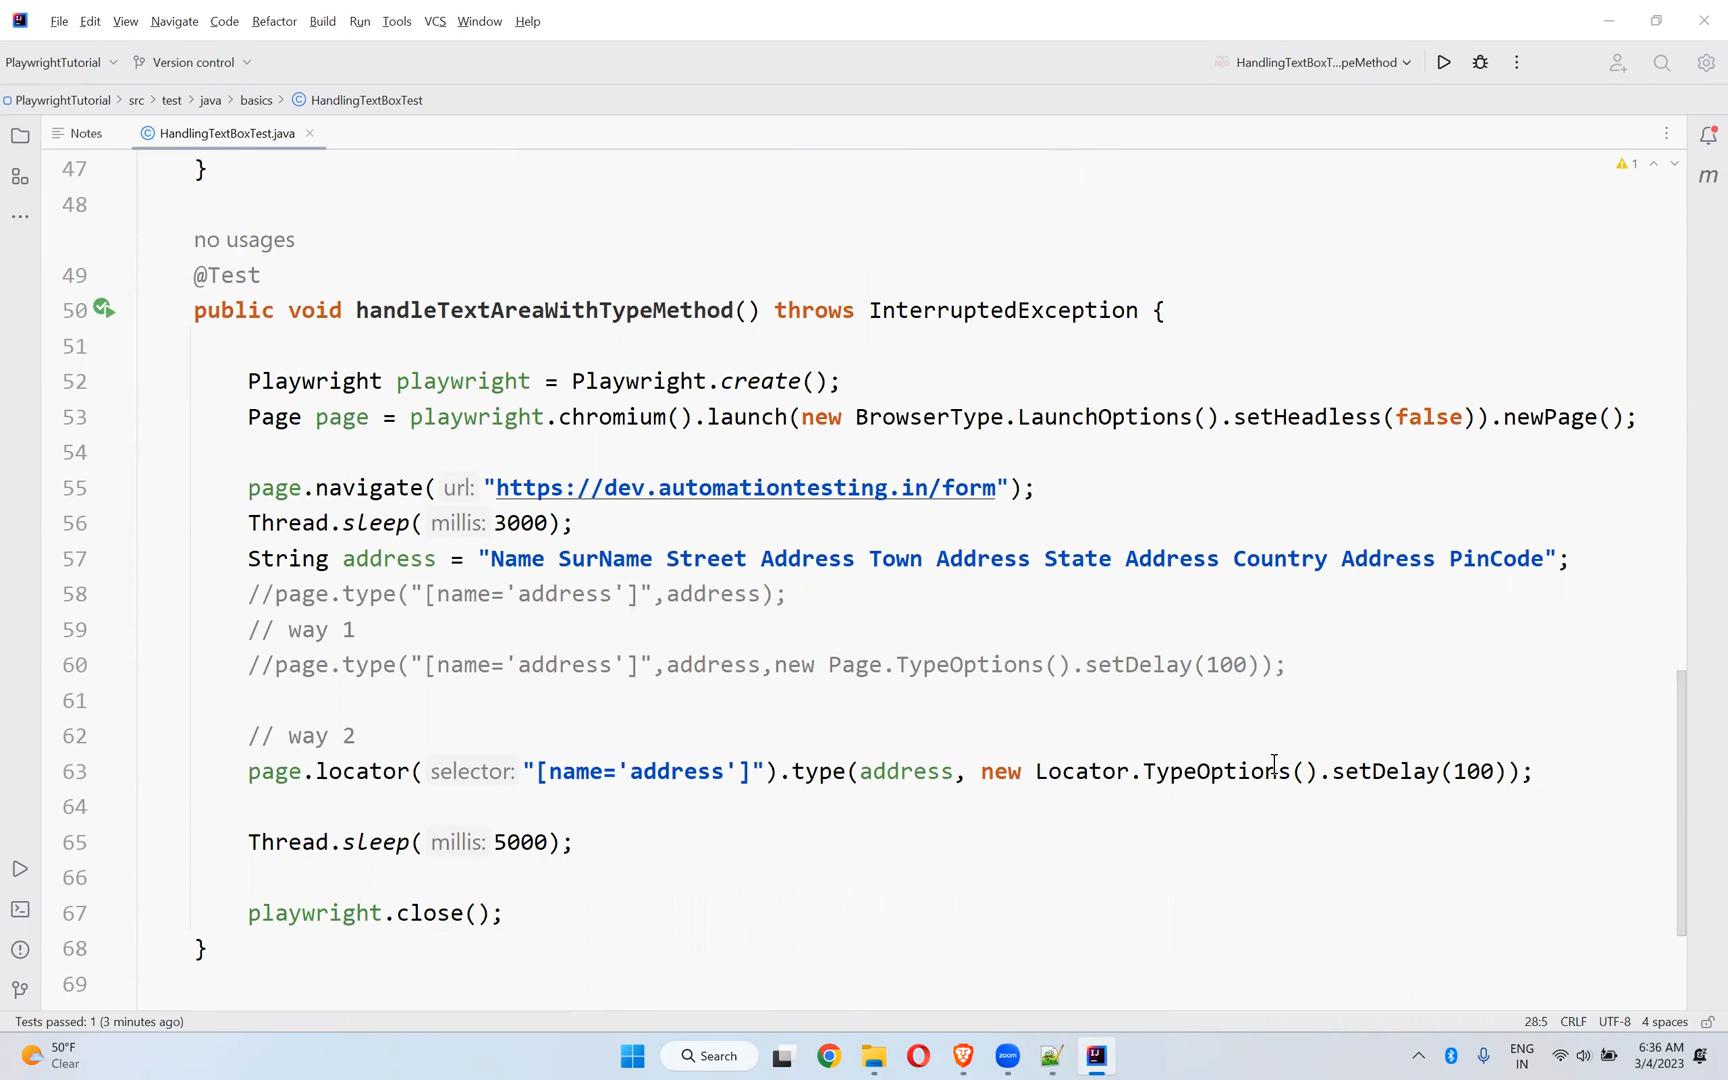 File Edit View Navigate Code Refactor Build Run Tools VCS Window Help
PlaywrightTutorial Version control HandlingTextBoxT...peMethod
PlaywrightTutorial > src > test > java > basics > HandlingTextBoxTest
Notes HandlingTextBoxTest.java
47 }
1
48
no usages
49 @Test
50 public void handleTextAreaWithTypeMethod() throws InterruptedException {
51
52 Playwright playwright = Playwright.create();
53 Page page = playwright.chromium().launch(new BrowserType.LaunchOptions().setHeadless(false)).newPage();
54
55 page.navigate( url: "https://dev.automationtesting.in/form");
56 Thread.sleep( millis: 3000);
57 String address = "Name SurName Street Address Town Address State Address Country Address PinCode";
58 //page.type("[name='address']",address);
59 // way 1
60 //page.type("[name='address']",address,new Page.TypeOptions().setDelay(100));
61
62 // way 2
63 page.locator( selector: "[name='address']").type(address, new Locator.TypeOptions().setDelay(100));
64
65 Thread.sleep( millis: 5000);
66
67 playwright.close();
68 }
69
Tests passed: 1 (3 minutes ago) 28:5 CRLF UTF-8 4 spaces
50°F
Clear
Search
zoom
ENG
IN
6:36 AM
3/4/2023